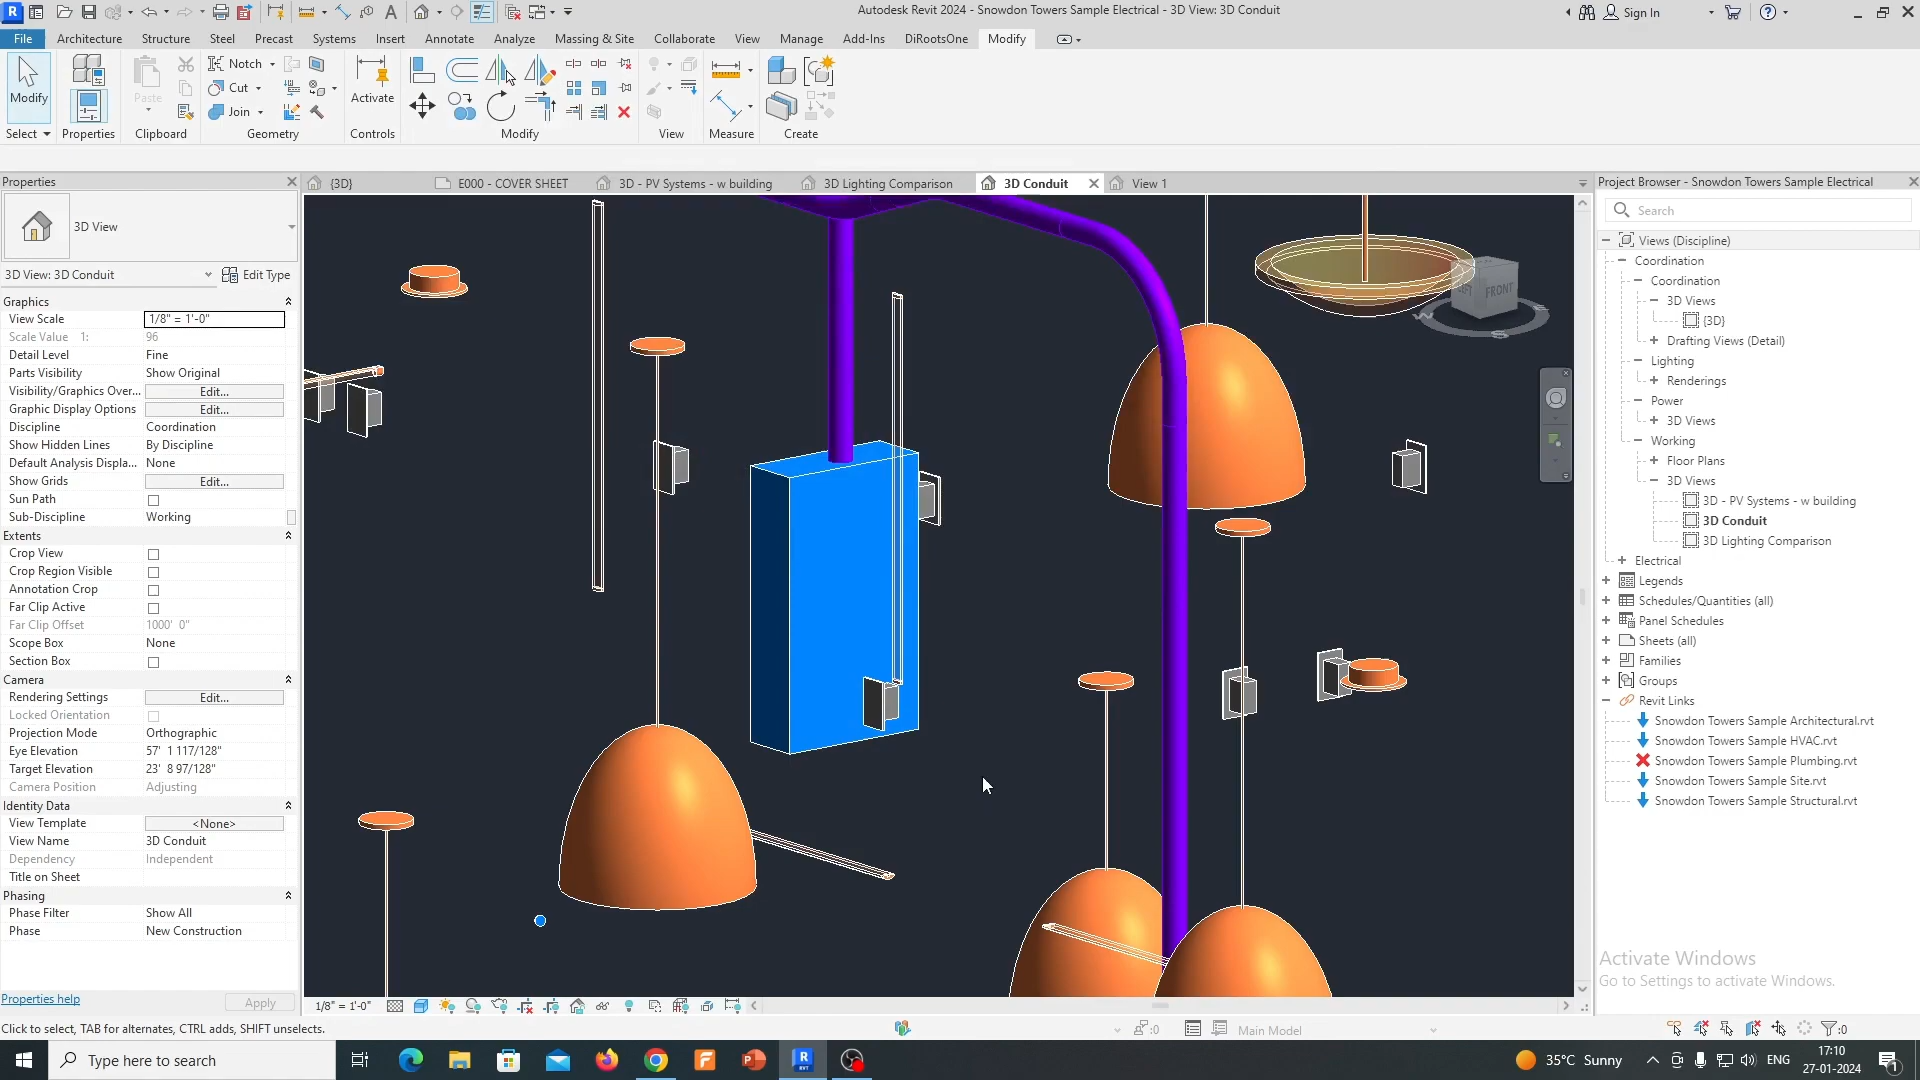 Autodesk Revit 2024 - Snowdon Towers Sample Electrical - 3D View: 3D Conduit
Sign In
File
Architecture
Structure
Steel
Precast
Systems
Insert
Annotate
Analyze
Massing & Site
Collaborate
View
Manage
Add-Ins
DiRootsOne
Modify
Modify
Paste
Notch
Cut
Join
Activate
Select
Properties
Clipboard
Geometry
Controls
Modify
View
Measure
Create
Properties
{3D}
E000 - COVER SHEET
3D - PV Systems - w building
3D Lighting Comparison
3D Conduit
View 1
3D View
3D View: 3D Conduit
Edit Type
Graphics
View Scale 1/8" = 1'-0"
Scale Value 1: 96
Detail Level Fine
Parts Visibility Show Original
Visibility/Graphics Over... Edit...
Graphic Display Options Edit...
Discipline Coordination
Show Hidden Lines By Discipline
Default Analysis Displa... None
Show Grids Edit...
Sun Path
Sub-Discipline Working
Extents
Crop View
Crop Region Visible
Annotation Crop
Far Clip Active
Far Clip Offset 1000' 0"
Scope Box None
Section Box
Camera
Rendering Settings Edit...
Locked Orientation
Projection Mode Orthographic
Eye Elevation 57' 1 117/128"
Target Elevation 23' 8 97/128"
Camera Position Adjusting
Identity Data
View Template <None>
View Name 3D Conduit
Dependency Independent
Title on Sheet
Phasing
Phase Filter Show All
Phase New Construction
Properties help
Apply
FRONT
W
S
Project Browser - Snowdon Towers Sample Electrical
Search
Views (Discipline)
Coordination
Coordination
3D Views
{3D}
Drafting Views (Detail)
Lighting
Renderings
Power
3D Views
Working
Floor Plans
3D Views
3D - PV Systems - w building
3D Conduit
3D Lighting Comparison
Electrical
Legends
Schedules/Quantities (all)
Panel Schedules
Sheets (all)
Families
Groups
Revit Links
Snowdon Towers Sample Architectural.rvt
Snowdon Towers Sample HVAC.rvt
Snowdon Towers Sample Plumbing.rvt
Snowdon Towers Sample Site.rvt
Snowdon Towers Sample Structural.rvt
Activate Windows
Go to Settings to activate Windows.
1/8" = 1'-0"
Click to select, TAB for alternates, CTRL adds, SHIFT unselects.
:0
Main Model
:0
Type here to search
35°C Sunny
ENG
17:10
27-01-2024
1